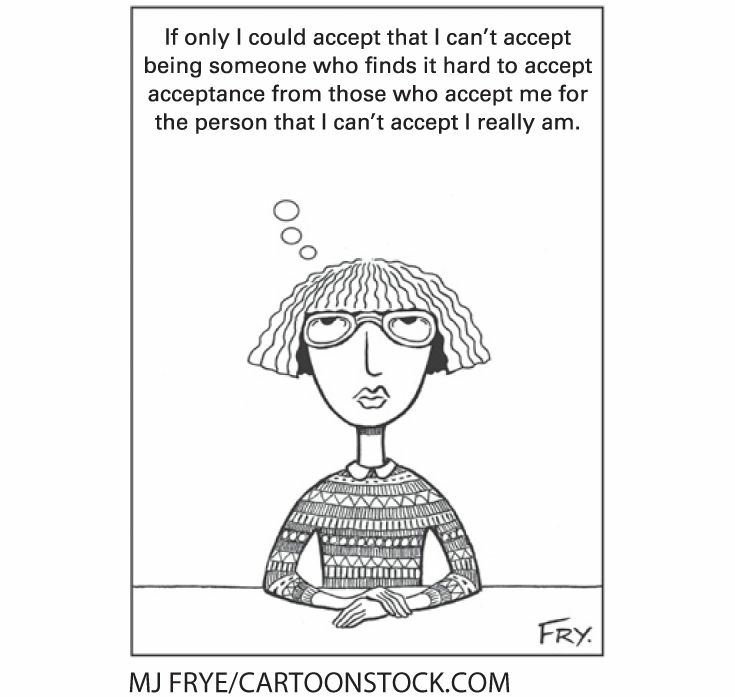 If only I could accept that I can’t accept
being someone who finds it hard to accept
acceptance from those who accept me for
the person that I can’t accept I really am.
FRY.
MJ FRYE/CARTOONSTOCK.COM